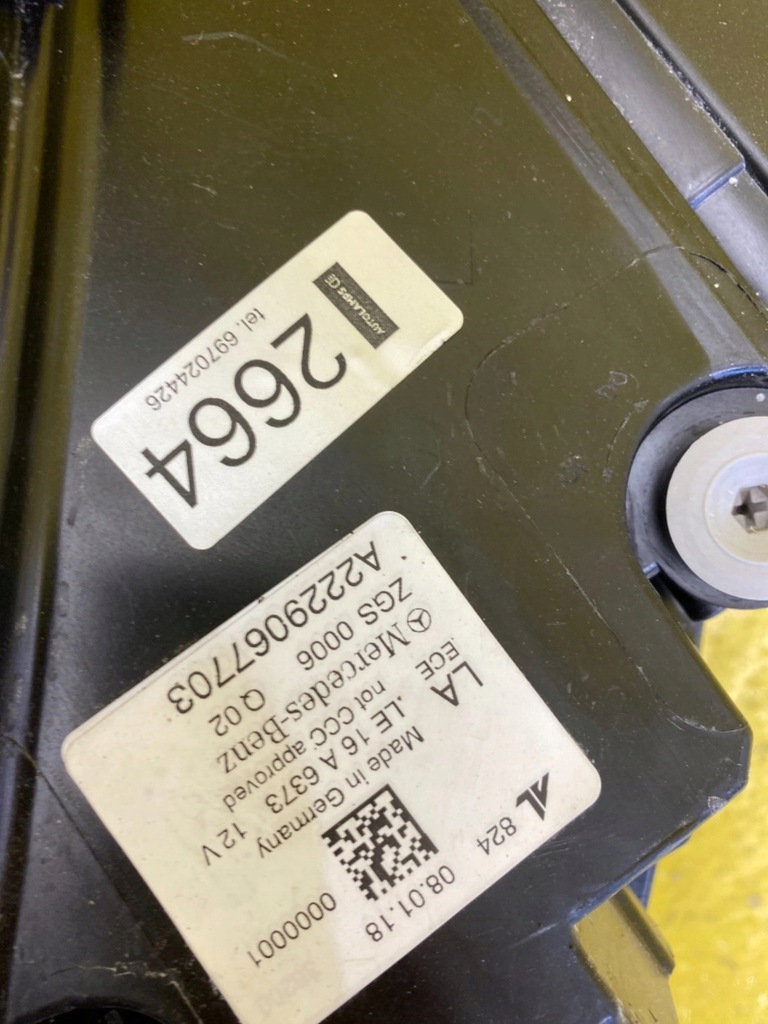 AUTOLAMPS
2664
tel. 697024426
A2229067703
ZGS 0006 Q 02
Mercedes-Benz
LA
ECE not CCC approved
.LE 16 A 6373 12 V
Made in Germany
AL 824
08.01.18
0000001